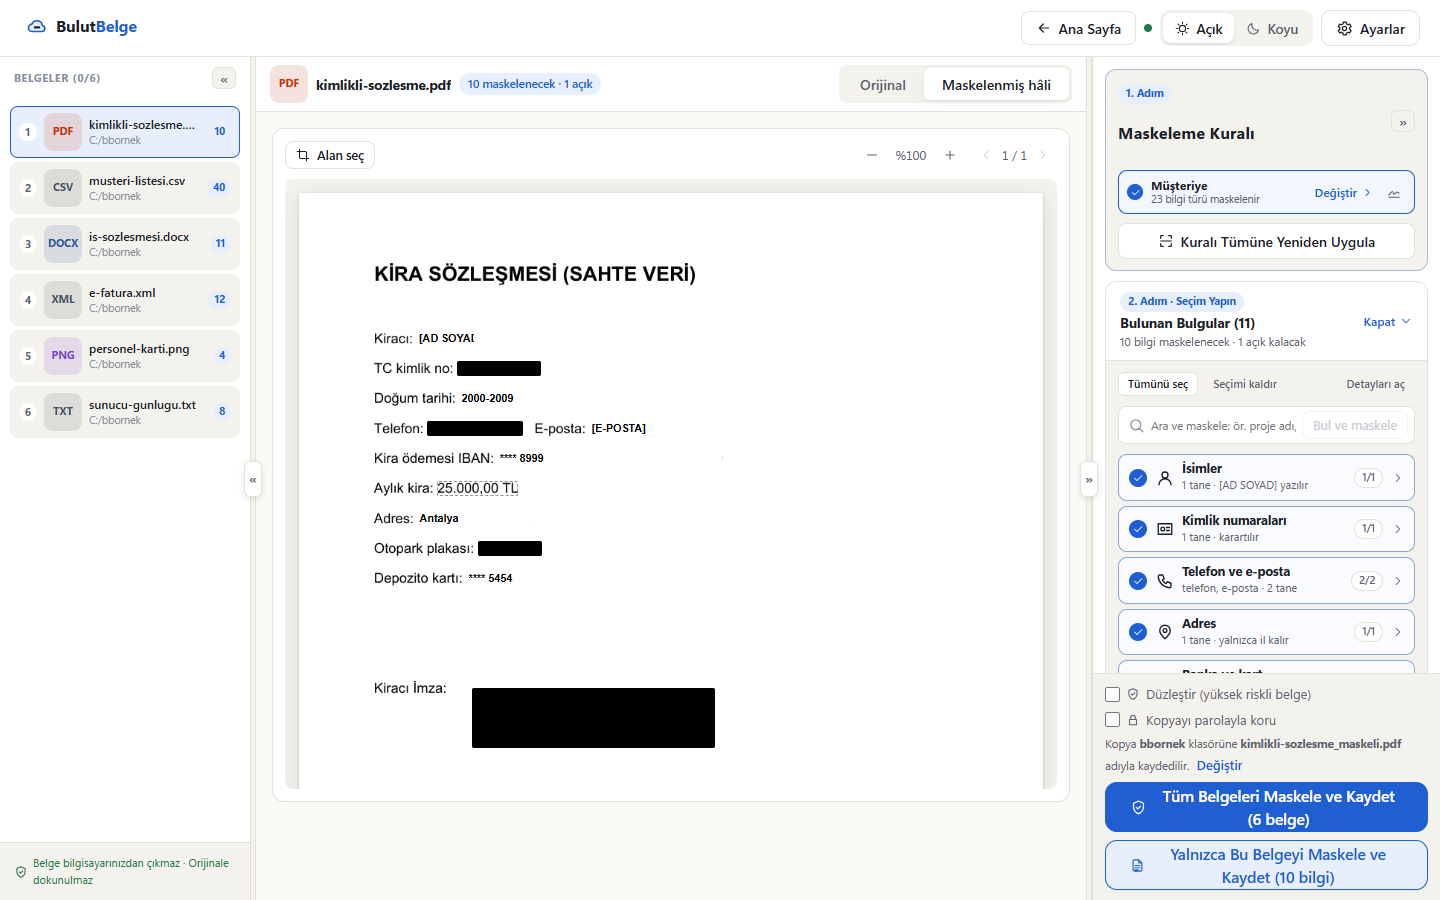 BulutBelge
Ana Sayfa
Açık
Koyu
Ayarlar
BELGELER (0/6)
«
1 PDF kimlikli-sozlesme.... 10
C:/bbornek
2 CSV musteri-listesi.csv 40
C:/bbornek
3 DOCX is-sozlesmesi.docx 11
C:/bbornek
4 XML e-fatura.xml 12
C:/bbornek
5 PNG personel-karti.png 4
C:/bbornek
6 TXT sunucu-gunlugu.txt 8
C:/bbornek
Belge bilgisayarınızdan çıkmaz · Orijinale
dokunulmaz
«
PDF kimlikli-sozlesme.pdf 10 maskelenecek · 1 açık
Orijinal
Maskelenmiş hâli
Alan seç
%100
1 / 1
KİRA SÖZLEŞMESİ (SAHTE VERİ)
Kiracı: [AD SOYAD
TC kimlik no:
Doğum tarihi: 2000-2009
Telefon: E-posta: [E-POSTA]
Kira ödemesi IBAN: **** 8999
Aylık kira: 25.000,00 TL
Adres: Antalya
Otopark plakası:
Depozito kartı: **** 5454
Kiracı İmza:
»
1. Adım
Maskeleme Kuralı
»
Müşteriye
23 bilgi türü maskelenir
Değiştir
Kuralı Tümüne Yeniden Uygula
2. Adım · Seçim Yapın
Bulunan Bulgular (11)
Kapat
10 bilgi maskelenecek · 1 açık kalacak
Tümünü seç
Seçimi kaldır
Detayları aç
Ara ve maskele: ör. proje adı,
Bul ve maskele
İsimler
1 tane · [AD SOYAD] yazılır
1/1
Kimlik numaraları
1 tane · karartılır
1/1
Telefon ve e-posta
telefon, e-posta · 2 tane
2/2
Adres
1 tane · yalnızca il kalır
1/1
Düzleştir (yüksek riskli belge)
Kopyayı parolayla koru
Kopya bbornek klasörüne kimlikli-sozlesme_maskeli.pdf
adıyla kaydedilir. Değiştir
Tüm Belgeleri Maskele ve Kaydet
(6 belge)
Yalnızca Bu Belgeyi Maskele ve
Kaydet (10 bilgi)